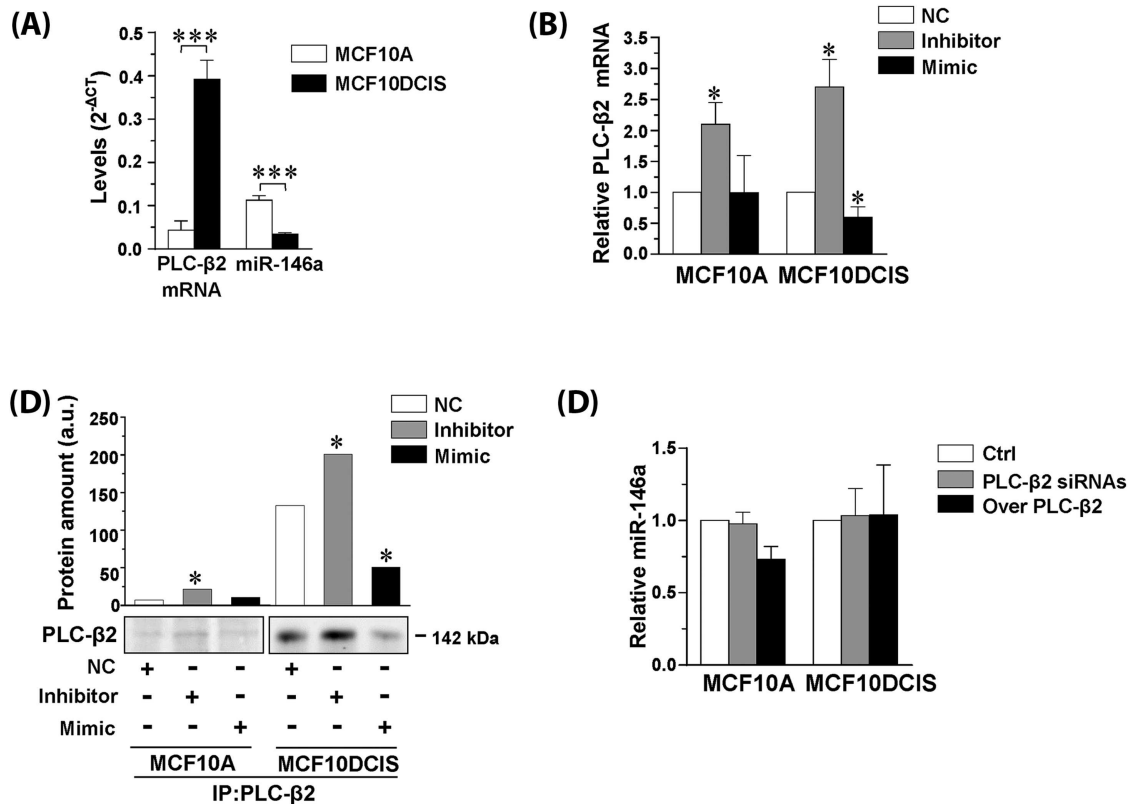 (A)
***
***
MCF10A
MCF10DCIS
Levels (2-ΔCT)
0.5
0.4
0.3
0.2
0.1
0.0
PLC-β2 miR-146a
mRNA
(B)
NC
Inhibitor
Mimic
*
*
*
Relative PLC-β2 mRNA
3.5
3.0
2.5
2.0
1.5
1.0
0.5
0.0
MCF10A MCF10DCIS
(D)
NC
Inhibitor
Mimic
*
*
*
Protein amount (a.u.)
250
200
150
100
50
0
PLC-β2
– 142 kDa
NC + - - + - -
Inhibitor - + - - + -
Mimic - - + - - +
MCF10A MCF10DCIS
IP:PLC-β2
(D)
Ctrl
PLC-β2 siRNAs
Over PLC-β2
Relative miR-146a
1.5
1.0
0.5
0.0
MCF10A MCF10DCIS